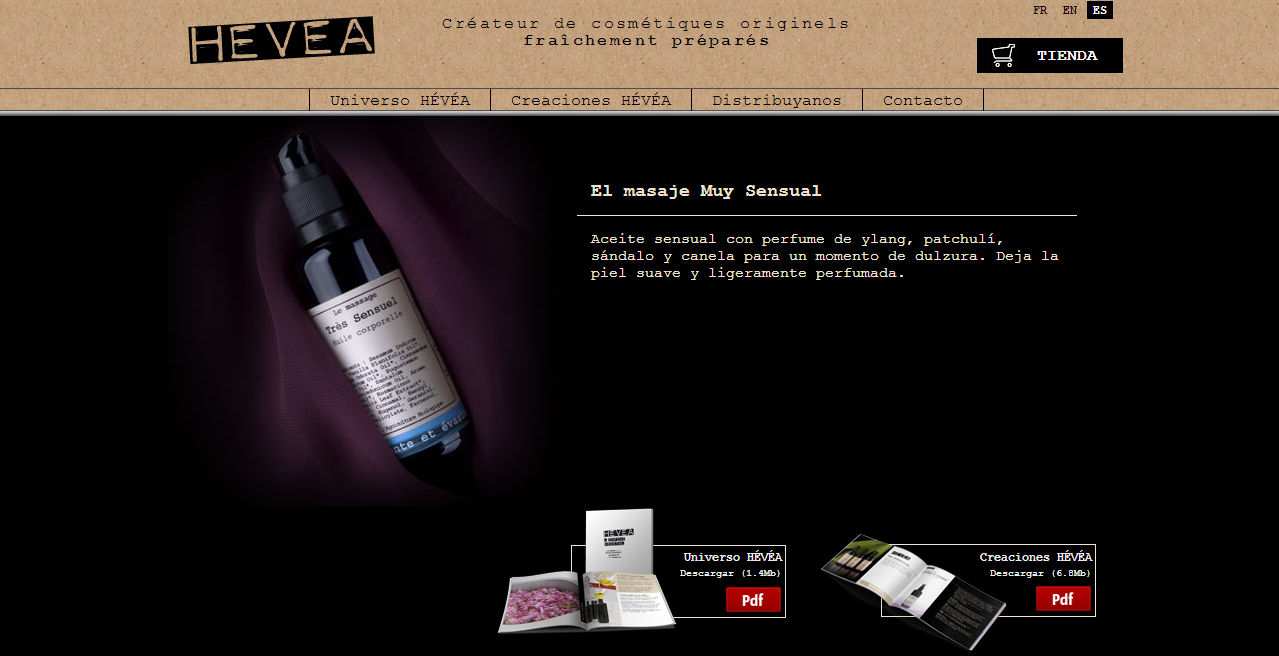 HEVEA
Créateur de cosmétiques originels
fraîchement préparés
FR EN ES
TIENDA
Universo HÉVÉA
Creaciones HÉVÉA
Distribuyanos
Contacto
El masaje Muy Sensual
Aceite sensual con perfume de ylang, patchulí,
sándalo y canela para un momento de dulzura. Deja la
piel suave y ligeramente perfumada.
Le massage
Très Sensuel
Huile corporelle
HEVEA
Universo HÉVÉA
Descargar (1.4Mb)
Pdf
Creaciones HÉVÉA
Descargar (6.8Mb)
Pdf